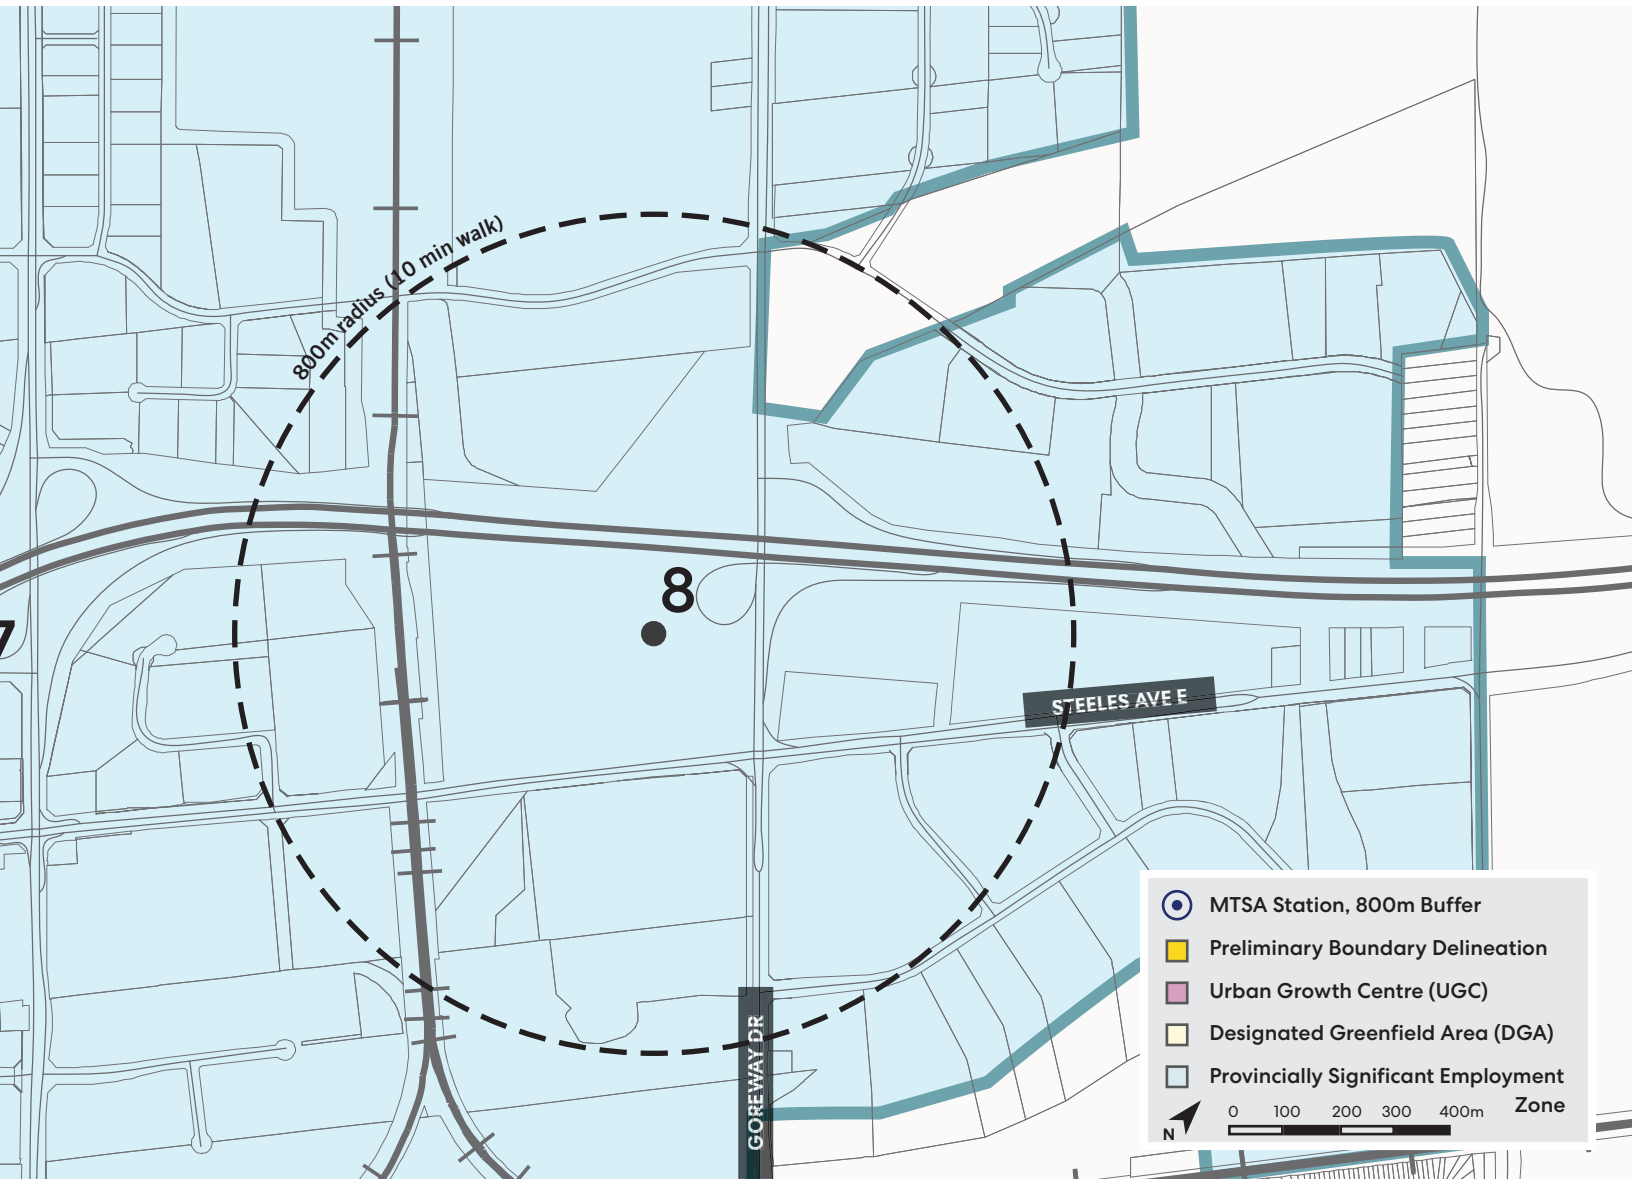 800m radius (10 min walk)
8
7
STEELES AVE E
GOREWAY DR
MTSA Station, 800m Buffer
Preliminary Boundary Delineation
Urban Growth Centre (UGC)
Designated Greenfield Area (DGA)
Provincially Significant Employment
Zone
N
0 100 200 300 400m